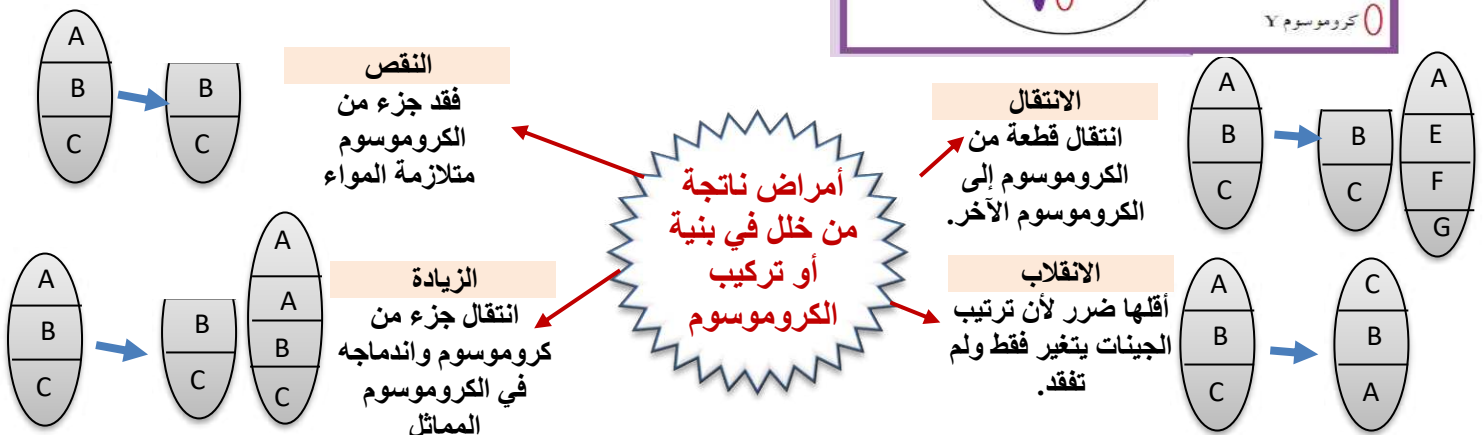 كروموسوم Y
A
B
C
B
C
النقص
فقد جزء من
الكروموسوم
متلازمة المواء
أمراض ناتجة
من خلل في بنية
أو تركيب
الكروموسوم
الانتقال
انتقال قطعة من
الكروموسوم إلى
الكروموسوم الآخر.
A
B
C
B
C
A
E
F
G
A
B
C
B
C
A
A
B
C
الزيادة
انتقال جزء من
كروموسوم واندماجه
في الكروموسوم
المماثل
الانقلاب
أقلها ضرر لأن ترتيب
الجينات يتغير فقط ولم
تفقد.
A
B
C
C
B
A